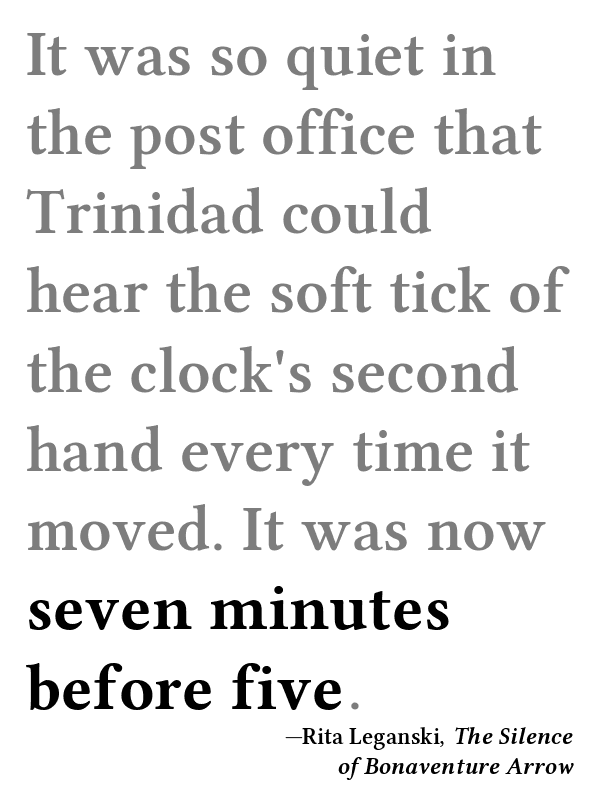 It was so quiet in
the post office that
Trinidad could
hear the soft tick of
the clock's second
hand every time it
moved. It was now
seven minutes
before five.
—Rita Leganski, The Silence
of Bonaventure Arrow